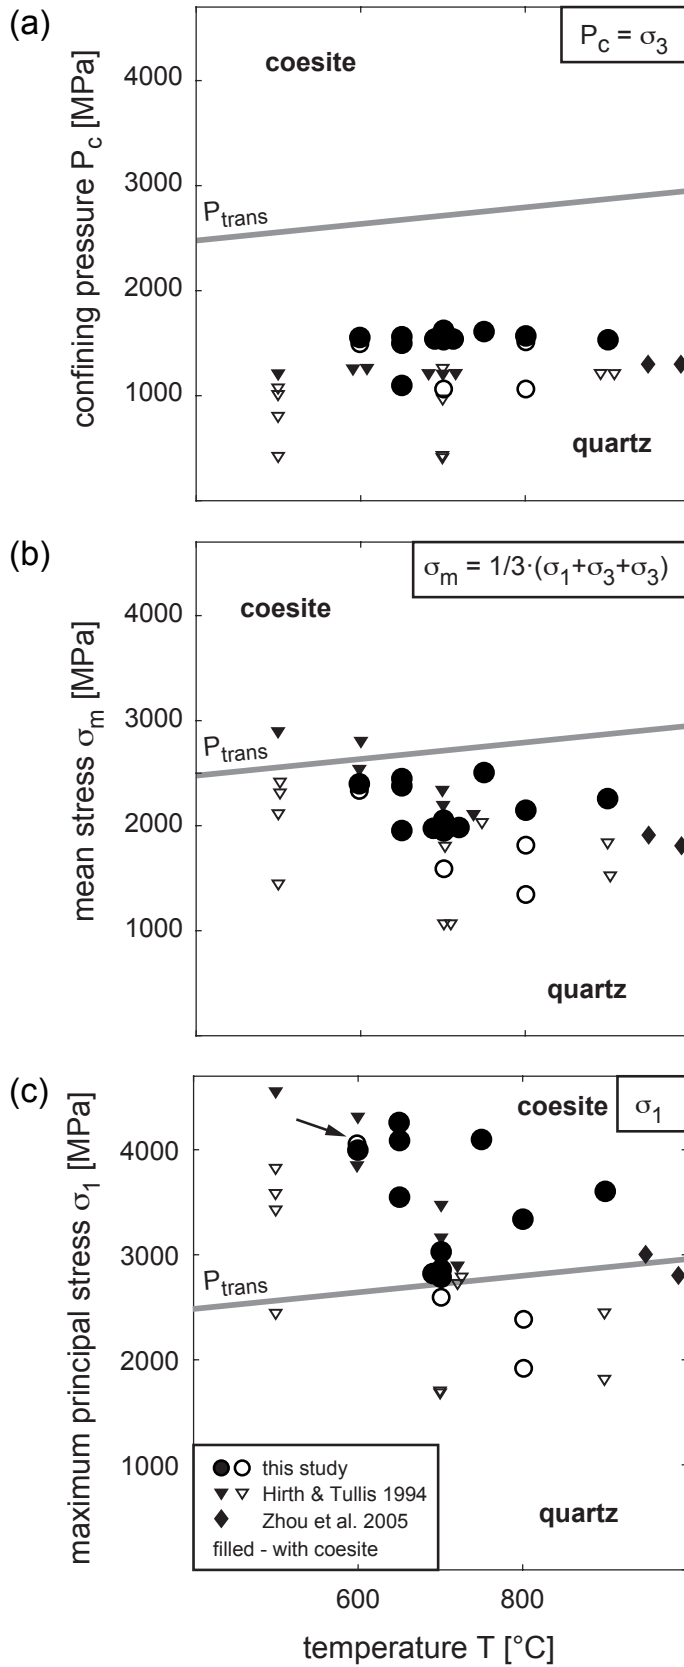 (a)
P_c = σ_3
coesite
4000
3000
2000
1000
P_trans
quartz
confining pressure P_c [MPa]
(b)
σ_m = 1/3·(σ_1+σ_3+σ_3)
coesite
4000
3000
2000
1000
P_trans
quartz
mean stress σ_m [MPa]
(c)
coesite
σ_1
4000
3000
2000
1000
P_trans
quartz
maximum principal stress σ_1 [MPa]
this study
Hirth & Tullis 1994
Zhou et al. 2005
filled - with coesite
600 800
temperature T [°C]